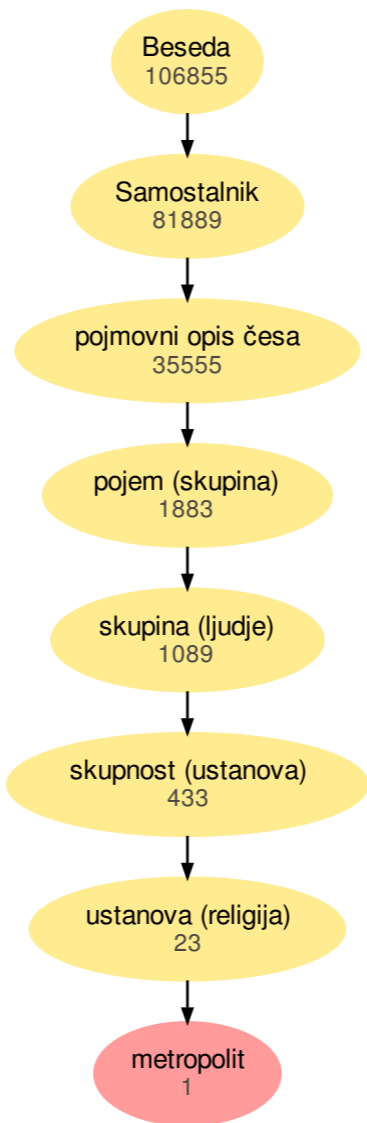 Beseda
106855
Samostalnik
81889
pojmovni opis česa
35555
pojem (skupina)
1883
skupina (ljudje)
1089
skupnost (ustanova)
433
ustanova (religija)
23
metropolit
1